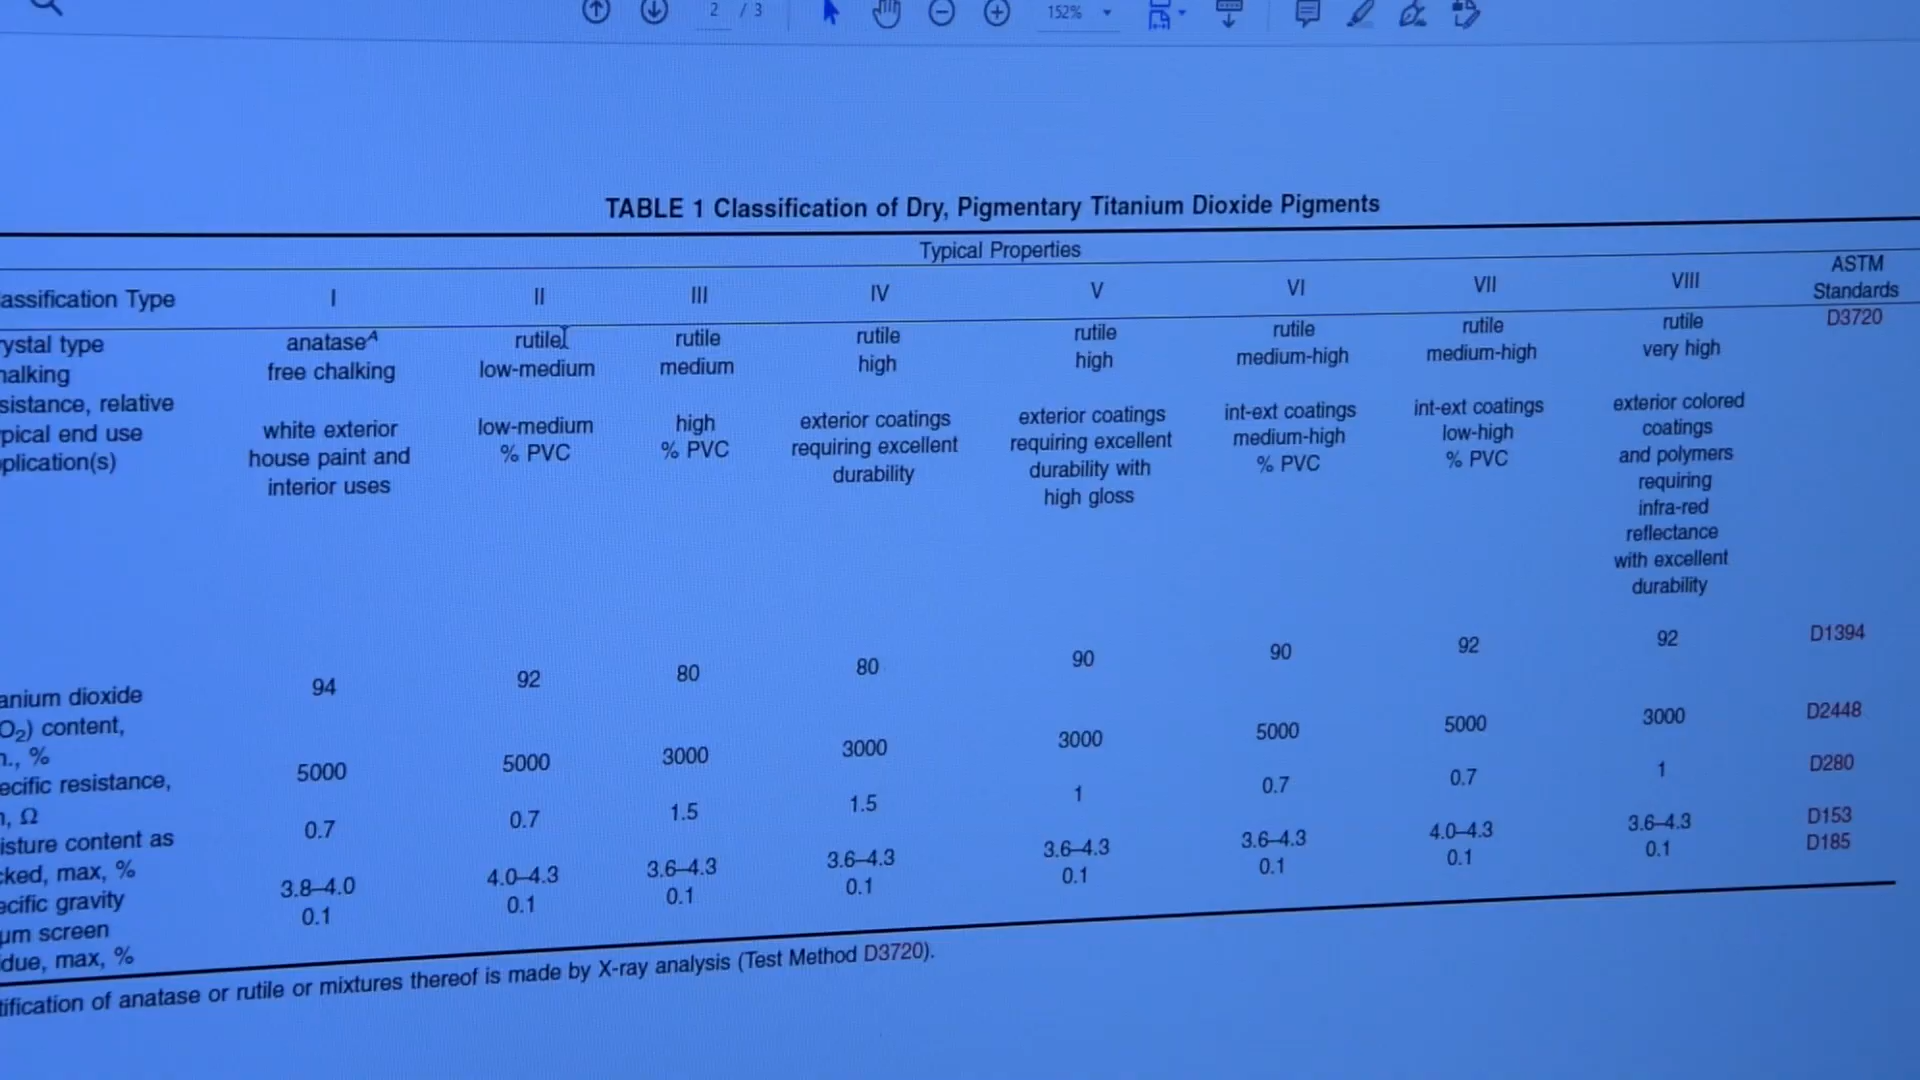 2 / 3 152%
TABLE 1 Classification of Dry, Pigmentary Titanium Dioxide Pigments
Typical Properties
assification Type I II III IV V VI VII VIII ASTM
Standards
ystal type anataseA rutile rutile rutile rutile rutile rutile rutile D3720
nalking free chalking low-medium medium high high medium-high medium-high very high
sistance, relative
pical end use white exterior low-medium high exterior coatings exterior coatings int-ext coatings int-ext coatings exterior colored
plication(s) house paint and % PVC % PVC requiring excellent requiring excellent medium-high low-high coatings
interior uses durability durability with % PVC % PVC and polymers
high gloss requiring
infra-red
reflectance
with excellent
durability
anium dioxide 94 92 80 80 90 90 92 92 D1394
O2) content,
n., %
ecific resistance, 5000 5000 3000 3000 3000 5000 5000 3000 D2448
n, Ω
isture content as 0.7 0.7 1.5 1.5 1 0.7 0.7 1 D280
cked, max, %
ecific gravity 3.8–4.0 4.0–4.3 3.6–4.3 3.6–4.3 3.6–4.3 3.6–4.3 4.0–4.3 3.6–4.3 D153
µm screen 0.1 0.1 0.1 0.1 0.1 0.1 0.1 0.1 D185
due, max, %
tification of anatase or rutile or mixtures thereof is made by X-ray analysis (Test Method D3720).